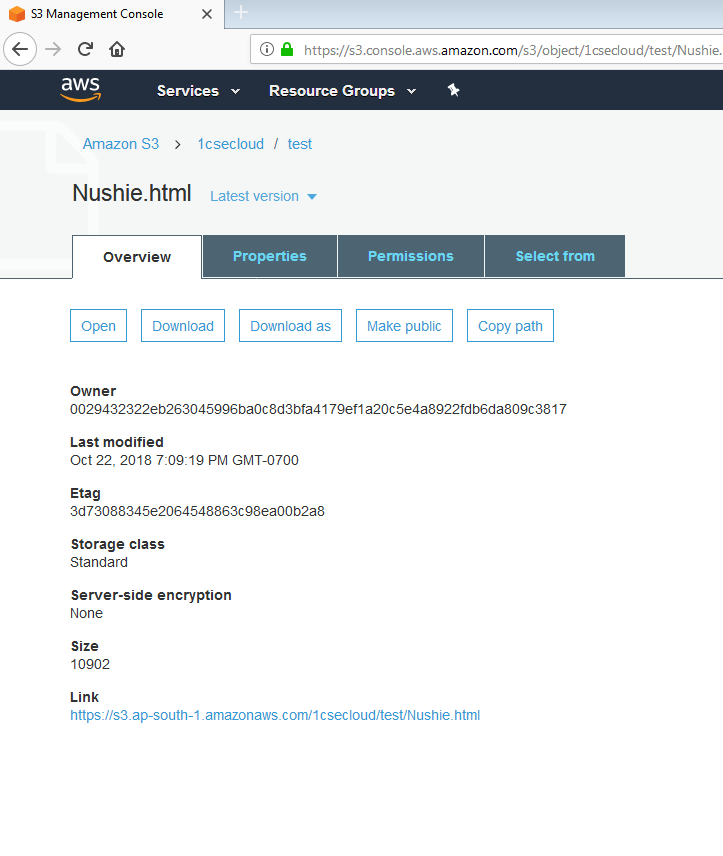 S3 Management Console
https://s3.console.aws.amazon.com/s3/object/1csecloud/test/Nushie.
aws Services Resource Groups
Amazon S3 > 1csecloud / test
Nushie.html Latest version
Overview Properties Permissions Select from
Open Download Download as Make public Copy path
Owner
0029432322eb263045996ba0c8d3bfa4179ef1a20c5e4a8922fdb6da809c3817
Last modified
Oct 22, 2018 7:09:19 PM GMT-0700
Etag
3d73088345e2064548863c98ea00b2a8
Storage class
Standard
Server-side encryption
None
Size
10902
Link
https://s3.ap-south-1.amazonaws.com/1csecloud/test/Nushie.html